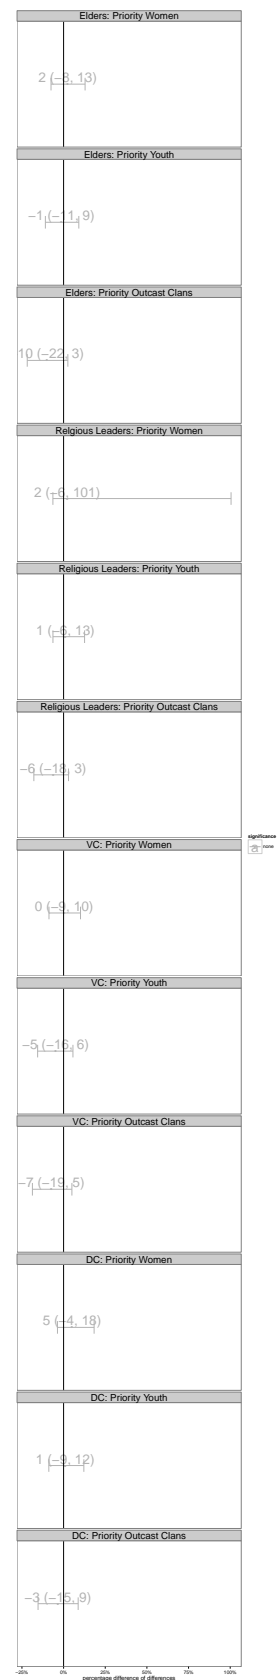 Elders: Priority Women
2 (−8, 13)
Elders: Priority Youth
−1 (−11, 9)
Elders: Priority Outcast Clans
10 (−22, 3)
Relgious Leaders: Priority Women
2 (−6, 101)
Religious Leaders: Priority Youth
1 (−6, 13)
Religious Leaders: Priority Outcast Clans
−6 (−18, 3)
significance
a none
VC: Priority Women
0 (−9, 10)
VC: Priority Youth
−5 (−16, 6)
VC: Priority Outcast Clans
−7 (−19, 5)
DC: Priority Women
5 (−4, 18)
DC: Priority Youth
1 (−9, 12)
DC: Priority Outcast Clans
−3 (−15, 9)
−25% 0% 25% 50% 75% 100%
percentage difference of differences